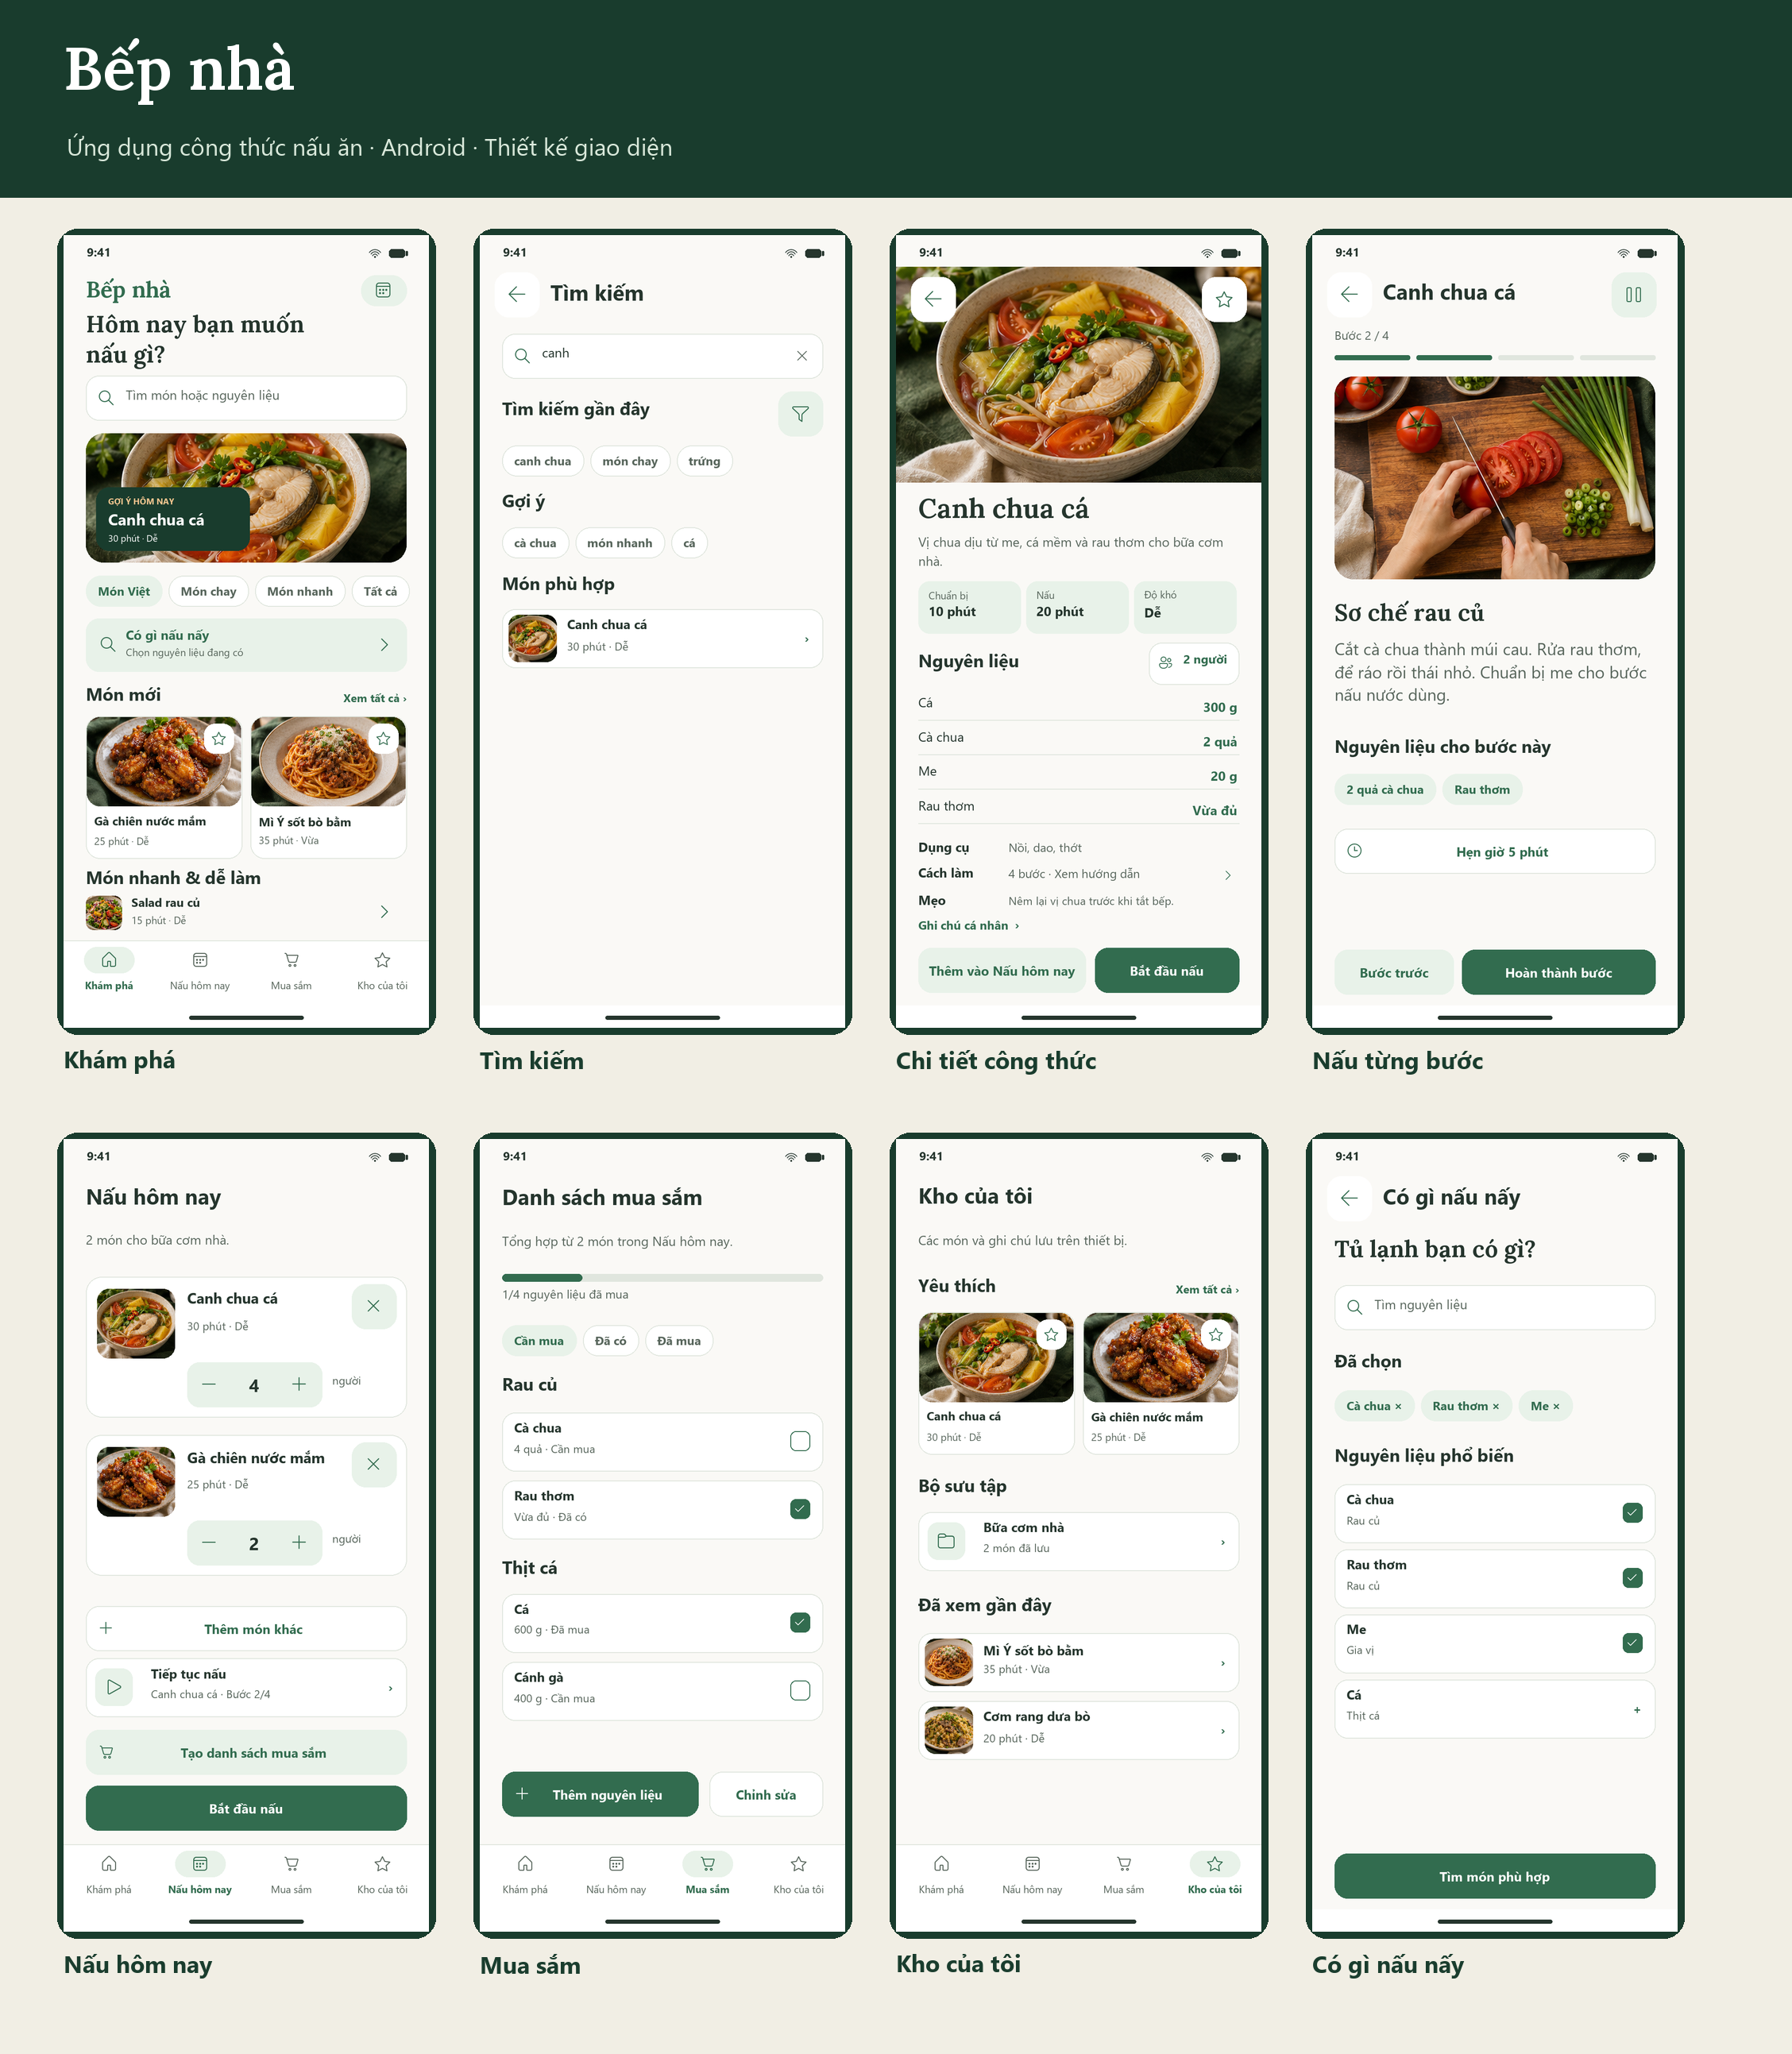 Bếp nhà
Ứng dụng công thức nấu ăn · Android · Thiết kế giao diện
9:41
Bếp nhà
Hôm nay bạn muốn
nấu gì?
Tìm món hoặc nguyên liệu
GỢI Ý HÔM NAY
Canh chua cá
30 phút · Dễ
Món Việt
Món chay
Món nhanh
Tất cả
Có gì nấu nấy
Chọn nguyên liệu đang có
Món mới
Xem tất cả ›
Gà chiên nước mắm
25 phút · Dễ
Mì Ý sốt bò bằm
35 phút · Vừa
Món nhanh & dễ làm
Salad rau củ
15 phút · Dễ
Khám phá
Nấu hôm nay
Mua sắm
Kho của tôi
Khám phá
9:41
Tìm kiếm
canh
Tìm kiếm gần đây
canh chua
món chay
trứng
Gợi ý
cà chua
món nhanh
cá
Món phù hợp
Canh chua cá
30 phút · Dễ
›
Tìm kiếm
9:41
Canh chua cá
Vị chua dịu từ me, cá mềm và rau thơm cho bữa cơm
nhà.
Chuẩn bị
10 phút
Nấu
20 phút
Độ khó
Dễ
Nguyên liệu
2 người
Cá
300 g
Cà chua
2 quả
Me
20 g
Rau thơm
Vừa đủ
Dụng cụ
Nồi, dao, thớt
Cách làm
4 bước · Xem hướng dẫn
Mẹo
Nêm lại vị chua trước khi tắt bếp.
Ghi chú cá nhân ›
Thêm vào Nấu hôm nay
Bắt đầu nấu
Chi tiết công thức
9:41
Canh chua cá
Bước 2 / 4
Sơ chế rau củ
Cắt cà chua thành múi cau. Rửa rau thơm,
để ráo rồi thái nhỏ. Chuẩn bị me cho bước
nấu nước dùng.
Nguyên liệu cho bước này
2 quả cà chua
Rau thơm
Hẹn giờ 5 phút
Bước trước
Hoàn thành bước
Nấu từng bước
9:41
Nấu hôm nay
2 món cho bữa cơm nhà.
Canh chua cá
30 phút · Dễ
4
người
Gà chiên nước mắm
25 phút · Dễ
2
người
Thêm món khác
Tiếp tục nấu
Canh chua cá · Bước 2/4
›
Tạo danh sách mua sắm
Bắt đầu nấu
Khám phá
Nấu hôm nay
Mua sắm
Kho của tôi
Nấu hôm nay
9:41
Danh sách mua sắm
Tổng hợp từ 2 món trong Nấu hôm nay.
1/4 nguyên liệu đã mua
Cần mua
Đã có
Đã mua
Rau củ
Cà chua
4 quả · Cần mua
Rau thơm
Vừa đủ · Đã có
Thịt cá
Cá
600 g · Đã mua
Cánh gà
400 g · Cần mua
Thêm nguyên liệu
Chỉnh sửa
Khám phá
Nấu hôm nay
Mua sắm
Kho của tôi
Mua sắm
9:41
Kho của tôi
Các món và ghi chú lưu trên thiết bị.
Yêu thích
Xem tất cả ›
Canh chua cá
30 phút · Dễ
Gà chiên nước mắm
25 phút · Dễ
Bộ sưu tập
Bữa cơm nhà
2 món đã lưu
›
Đã xem gần đây
Mì Ý sốt bò bằm
35 phút · Vừa
›
Cơm rang dưa bò
20 phút · Dễ
›
Khám phá
Nấu hôm nay
Mua sắm
Kho của tôi
Kho của tôi
9:41
Có gì nấu nấy
Tủ lạnh bạn có gì?
Tìm nguyên liệu
Đã chọn
Cà chua ×
Rau thơm ×
Me ×
Nguyên liệu phổ biến
Cà chua
Rau củ
Rau thơm
Rau củ
Me
Gia vị
Cá
Thịt cá
+
Tìm món phù hợp
Có gì nấu nấy